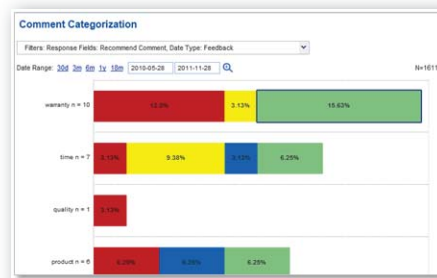 Comment Categorization
Filters: Response Fields: Recommend Comment, Date Type: Feedback
Date Range: 30d 3m 6m 1y 18m 2010-05-28 2011-11-28 N=1611
warranty n = 10 12.5% 3.13% 15.63%
time n = 7 3.13% 9.38% 3.13% 6.25%
quality n = 1 3.13%
product n = 6 6.25% 6.25% 6.25%